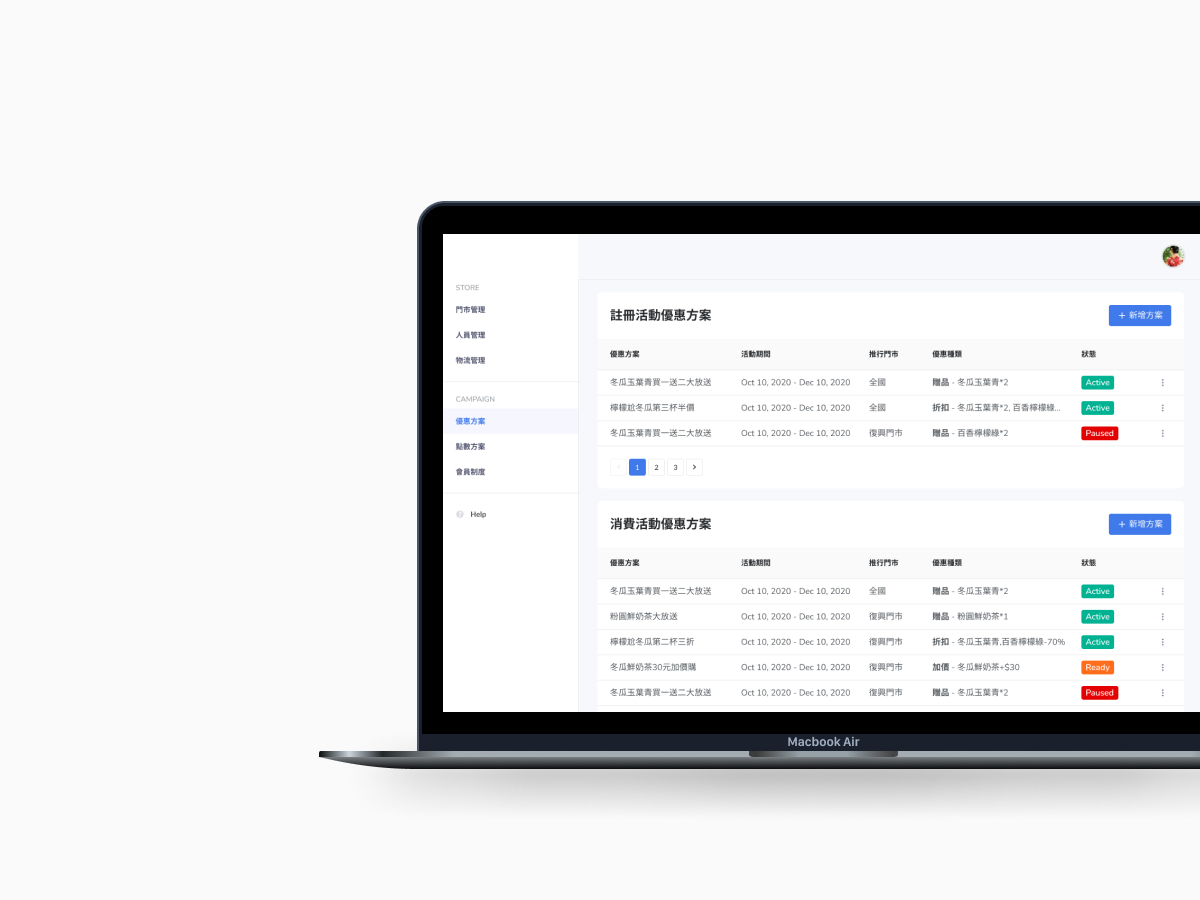 STORE
門市管理
人員管理
物流管理
CAMPAIGN
優惠方案
點數方案
會員制度
Help
註冊活動優惠方案
+ 新增方案
優惠方案 活動期間 推行門市 優惠種類 狀態
冬瓜玉葉青買一送二大放送 Oct 10, 2020 - Dec 10, 2020 全國 贈品 - 冬瓜玉葉青*2 Active
檸檬尬冬瓜第三杯半價 Oct 10, 2020 - Dec 10, 2020 全國 折扣 - 冬瓜玉葉青*2, 百香檸檬綠... Active
冬瓜玉葉青買一送二大放送 Oct 10, 2020 - Dec 10, 2020 復興門市 贈品 - 百香檸檬綠*2 Paused
< 1 2 3 >
消費活動優惠方案
+ 新增方案
優惠方案 活動期間 推行門市 優惠種類 狀態
冬瓜玉葉青買一送二大放送 Oct 10, 2020 - Dec 10, 2020 全國 贈品 - 冬瓜玉葉青*2 Active
粉圓鮮奶茶大放送 Oct 10, 2020 - Dec 10, 2020 復興門市 贈品 - 粉圓鮮奶茶*1 Active
檸檬尬冬瓜第二杯三折 Oct 10, 2020 - Dec 10, 2020 復興門市 折扣 - 冬瓜玉葉青,百香檸檬綠-70% Active
冬瓜鮮奶茶30元加價購 Oct 10, 2020 - Dec 10, 2020 復興門市 加價 - 冬瓜鮮奶茶+$30 Ready
冬瓜玉葉青買一送二大放送 Oct 10, 2020 - Dec 10, 2020 復興門市 贈品 - 冬瓜玉葉青*2 Paused
Macbook Air